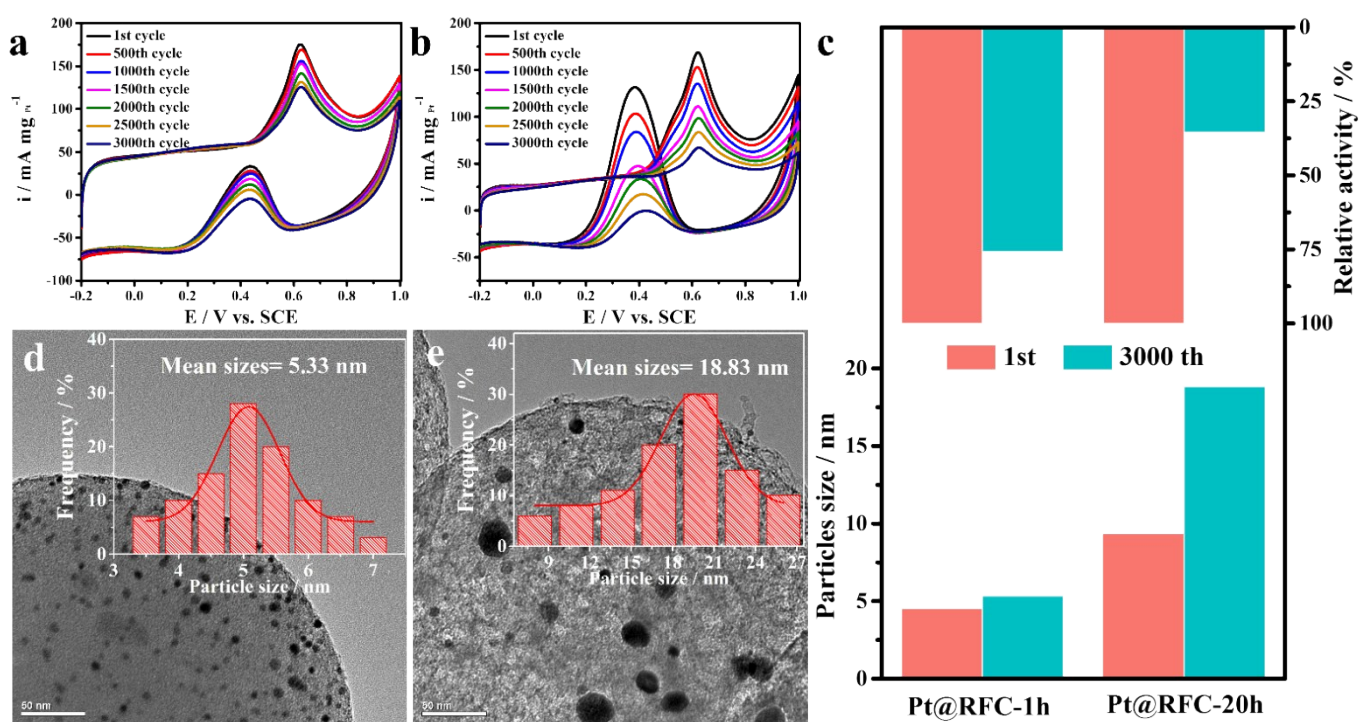 a
200
150
100
50
0
-50
-100
i / mA mg Pt -1
1st cycle
500th cycle
1000th cycle
1500th cycle
2000th cycle
2500th cycle
3000th cycle
-0.2 0.0 0.2 0.4 0.6 0.8 1.0
E / V vs. SCE
b
200
150
100
50
0
-50
i / mA mg Pt -1
1st cycle
500th cycle
1000th cycle
1500th cycle
2000th cycle
2500th cycle
3000th cycle
-0.2 0.0 0.2 0.4 0.6 0.8 1.0
E / V vs. SCE
c
0
25
50
75
100
Relative activity / %
1st 3000 th
20
15
10
5
0
Particles size / nm
Pt@RFC-1h Pt@RFC-20h
d
Mean sizes= 5.33 nm
40
30
20
10
0
Frequency / %
3 4 5 6 7
Particle size / nm
50 nm
e
Mean sizes= 18.83 nm
40
30
20
10
0
Frequency / %
9 12 15 18 21 24 27
Particle size / nm
50 nm